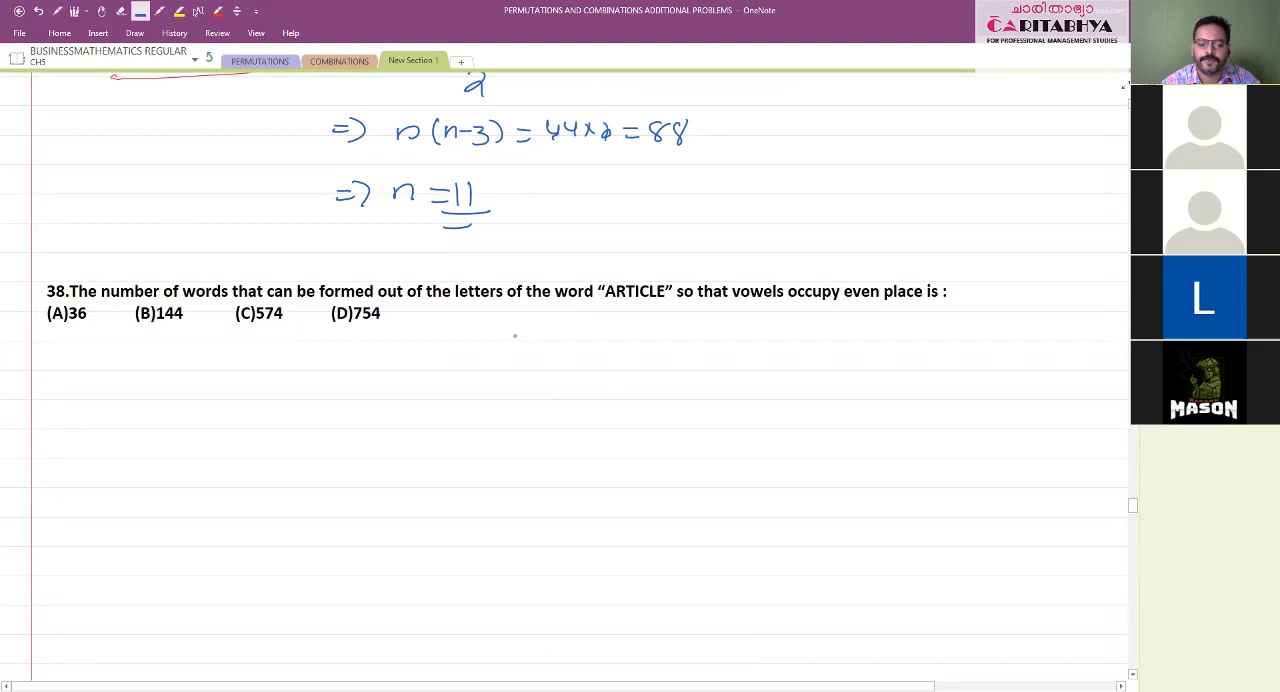 PERMUTATIONS AND COMBINATIONS ADDITIONAL PROBLEMS - OneNote
ചാരിതാഭ്യാ
CARITABHYA
FOR PROFESSIONAL MANAGEMENT STUDIES
File Home Insert Draw History Review View Help
BUSINESSMATHEMATICS REGULAR
CH5
5
PERMUTATIONS COMBINATIONS New Section 1 +
2
=> n(n-3) = 44×2 = 88
=> n = 11
38.The number of words that can be formed out of the letters of the word “ARTICLE” so that vowels occupy even place is :
(A)36 (B)144 (C)574 (D)754
L
MASON